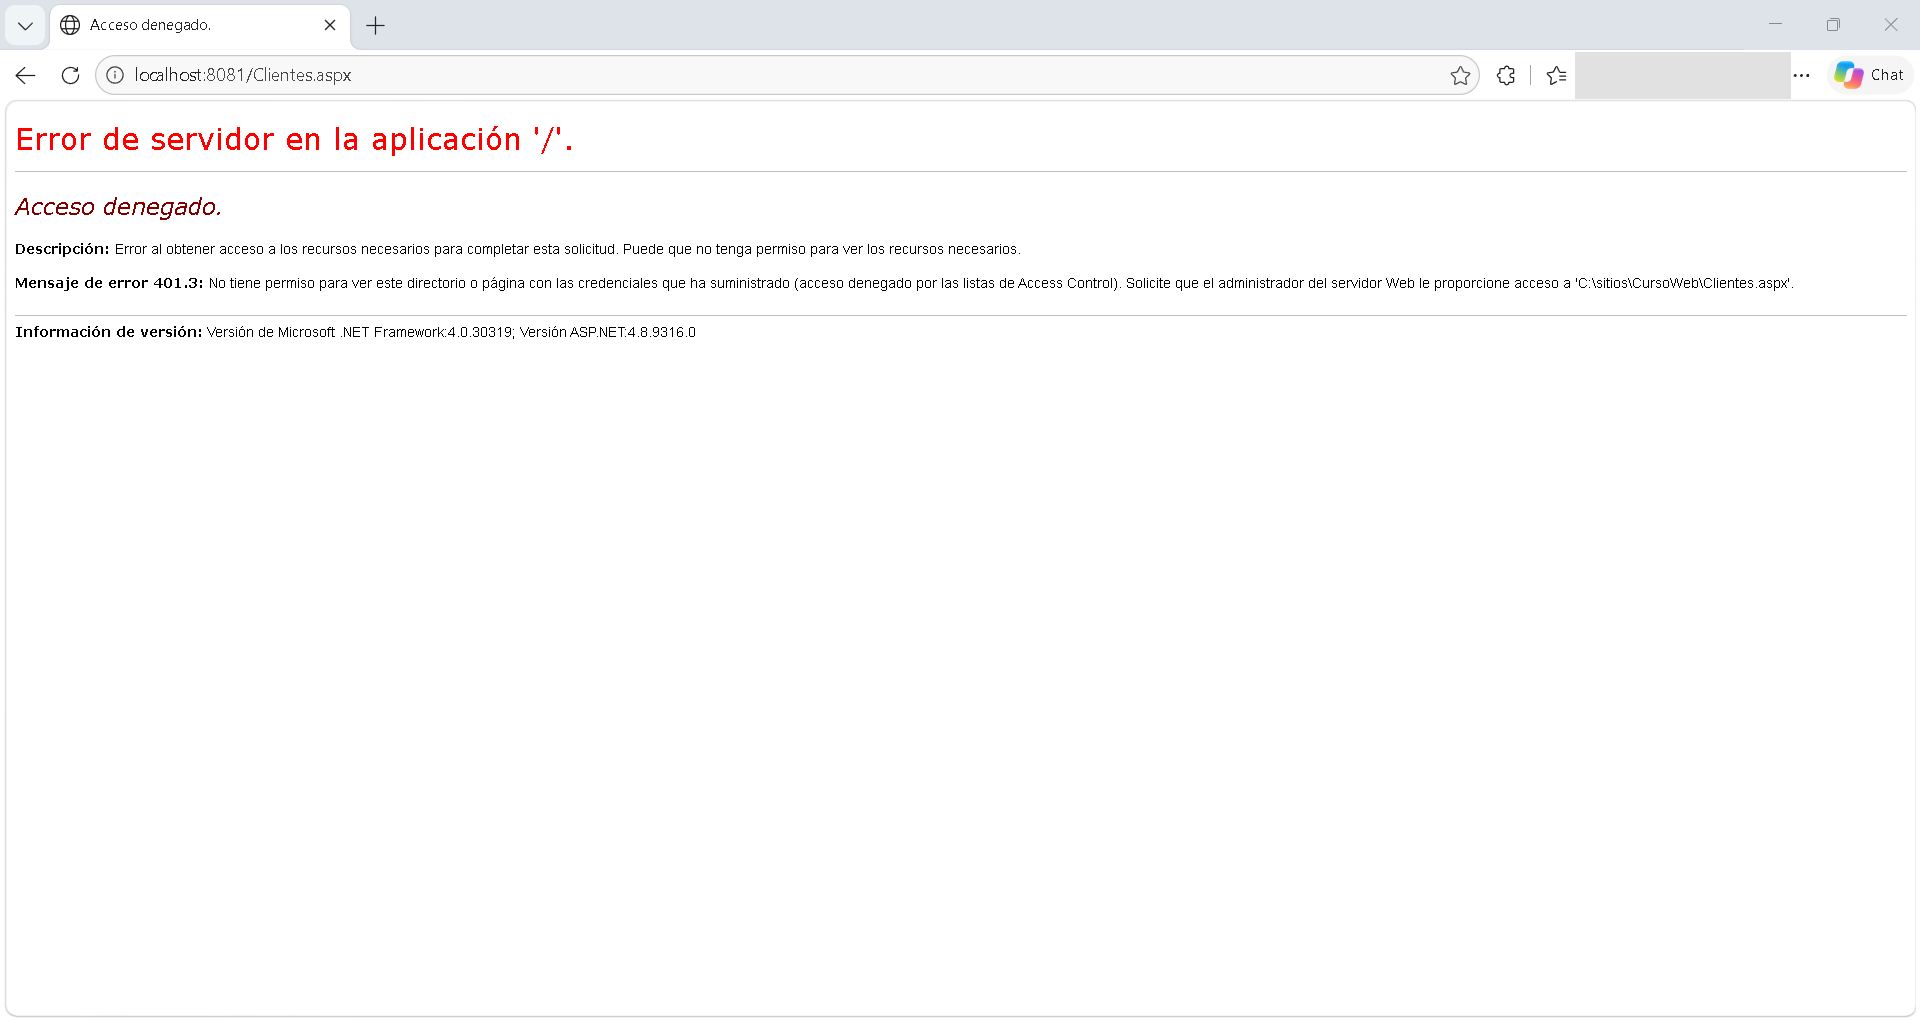 Acceso denegado.
localhost:8081/Clientes.aspx
Chat
Error de servidor en la aplicación '/'.
Acceso denegado.
Descripción: Error al obtener acceso a los recursos necesarios para completar esta solicitud. Puede que no tenga permiso para ver los recursos necesarios.
Mensaje de error 401.3: No tiene permiso para ver este directorio o página con las credenciales que ha suministrado (acceso denegado por las listas de Access Control). Solicite que el administrador del servidor Web le proporcione acceso a 'C:\sitios\CursoWeb\Clientes.aspx'.
Información de versión: Versión de Microsoft .NET Framework:4.0.30319; Versión ASP.NET:4.8.9316.0